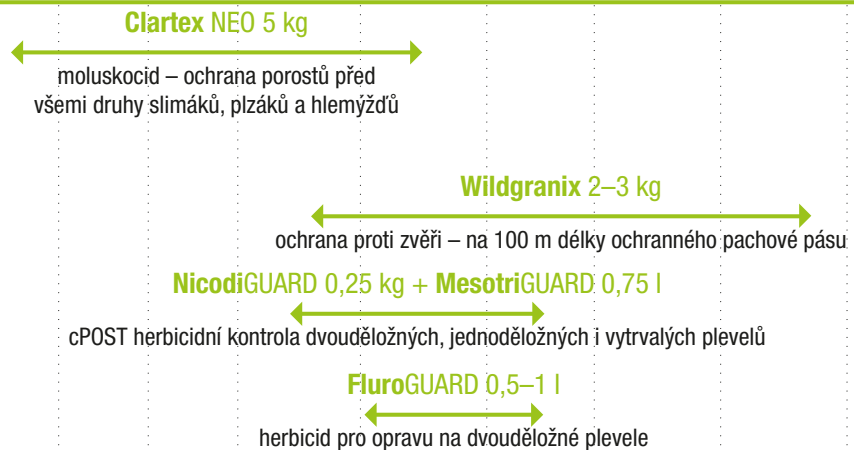 Clartex NEO 5 kg
moluskocid – ochrana porostů před
všemi druhy slimáků, plzáků a hlemýžďů
Wildgranix 2–3 kg
ochrana proti zvěři – na 100 m délky ochranného pachové pásu
NicodiGUARD 0,25 kg + MesotriGUARD 0,75 l
cPOST herbicidní kontrola dvouděložných, jednoděložných i vytrvalých plevelů
FluroGUARD 0,5–1 l
herbicid pro opravu na dvouděložné plevele